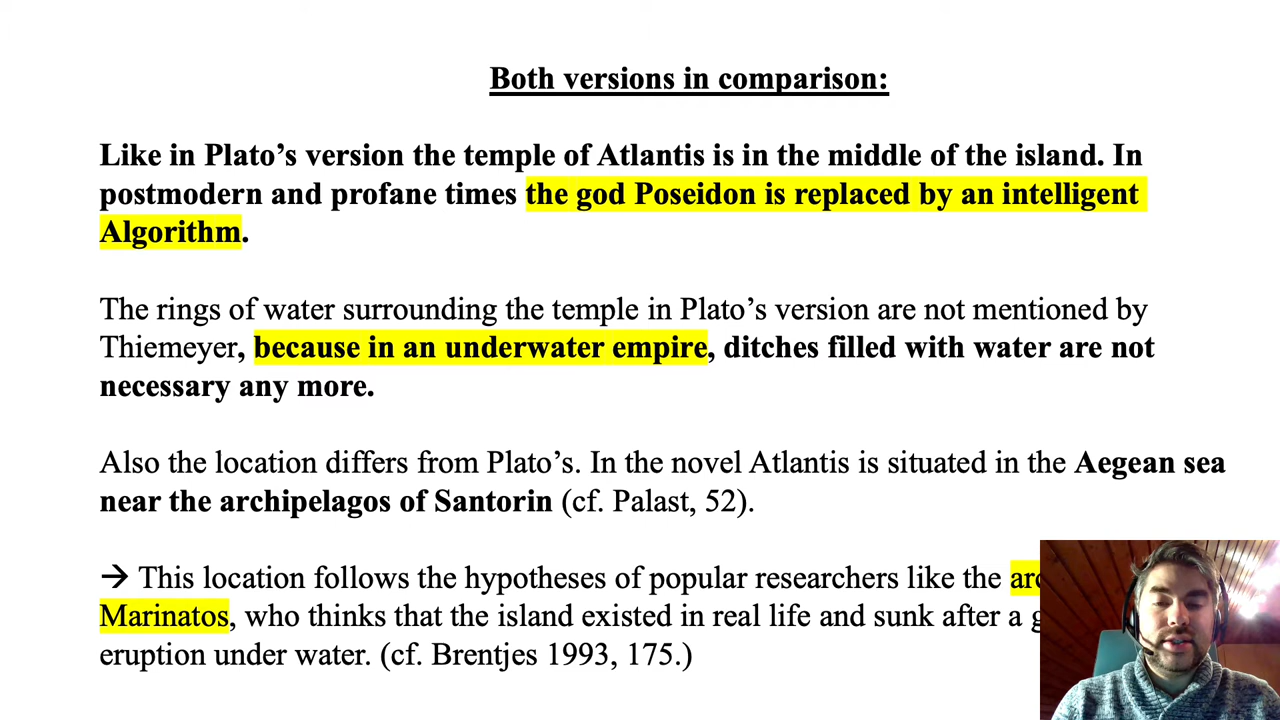 Both versions in comparison:
Like in Plato’s version the temple of Atlantis is in the middle of the island. In
postmodern and profane times the god Poseidon is replaced by an intelligent
Algorithm.
The rings of water surrounding the temple in Plato’s version are not mentioned by
Thiemeyer, because in an underwater empire, ditches filled with water are not
necessary any more.
Also the location differs from Plato’s. In the novel Atlantis is situated in the Aegean sea
near the archipelagos of Santorin (cf. Palast, 52).
→ This location follows the hypotheses of popular researchers like the
Marinatos, who thinks that the island existed in real life and sunk after a
eruption under water. (cf. Brentjes 1993, 175.)